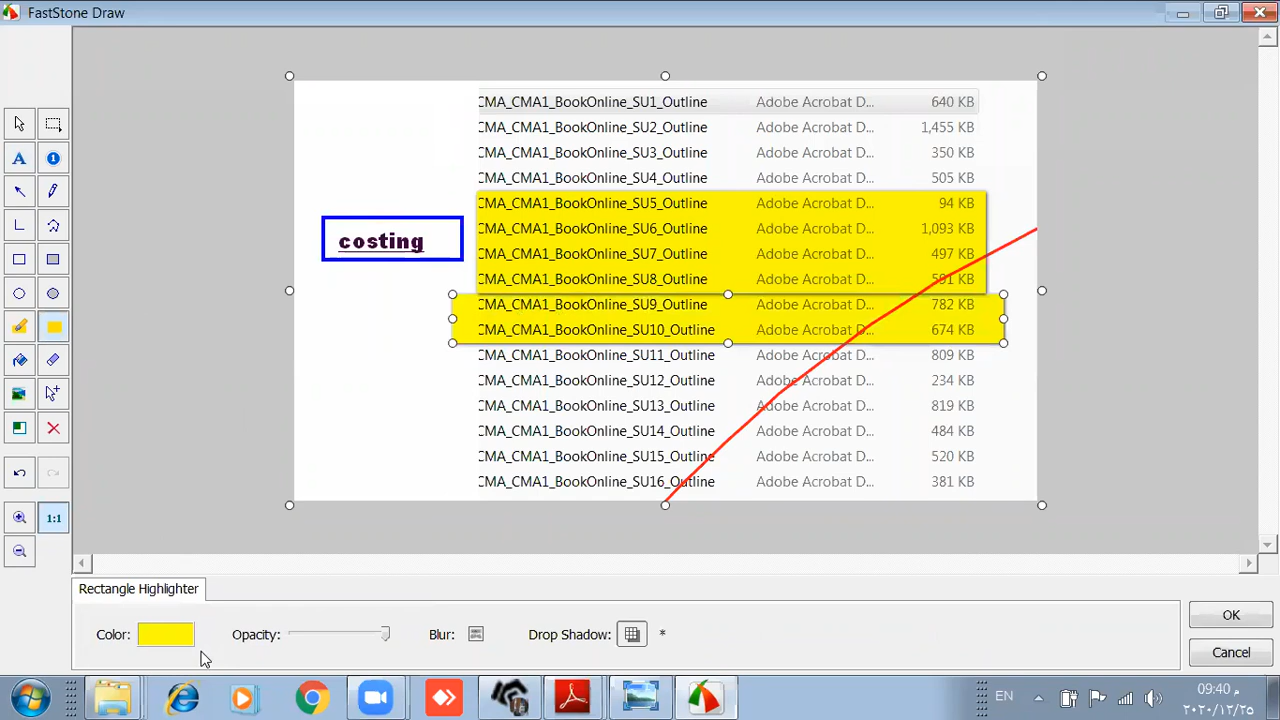 FastStone Draw
CMA_CMA1_BookOnline_SU1_Outline Adobe Acrobat D... 640 KB
CMA_CMA1_BookOnline_SU2_Outline Adobe Acrobat D... 1,455 KB
CMA_CMA1_BookOnline_SU3_Outline Adobe Acrobat D... 350 KB
CMA_CMA1_BookOnline_SU4_Outline Adobe Acrobat D... 505 KB
CMA_CMA1_BookOnline_SU5_Outline Adobe Acrobat D... 94 KB
CMA_CMA1_BookOnline_SU6_Outline Adobe Acrobat D... 1,093 KB
costing
CMA_CMA1_BookOnline_SU7_Outline Adobe Acrobat D... 497 KB
CMA_CMA1_BookOnline_SU8_Outline Adobe Acrobat D... 591 KB
CMA_CMA1_BookOnline_SU9_Outline Adobe Acrobat D... 782 KB
CMA_CMA1_BookOnline_SU10_Outline Adobe Acrobat D... 674 KB
CMA_CMA1_BookOnline_SU11_Outline Adobe Acrobat D... 809 KB
CMA_CMA1_BookOnline_SU12_Outline Adobe Acrobat D... 234 KB
CMA_CMA1_BookOnline_SU13_Outline Adobe Acrobat D... 819 KB
CMA_CMA1_BookOnline_SU14_Outline Adobe Acrobat D... 484 KB
CMA_CMA1_BookOnline_SU15_Outline Adobe Acrobat D... 520 KB
CMA_CMA1_BookOnline_SU16_Outline Adobe Acrobat D... 381 KB
1:1
Rectangle Highlighter
Color: Opacity: Blur: Drop Shadow: *
OK
Cancel
EN
09:40 م
٢٠٢٠/١٢/٢٥